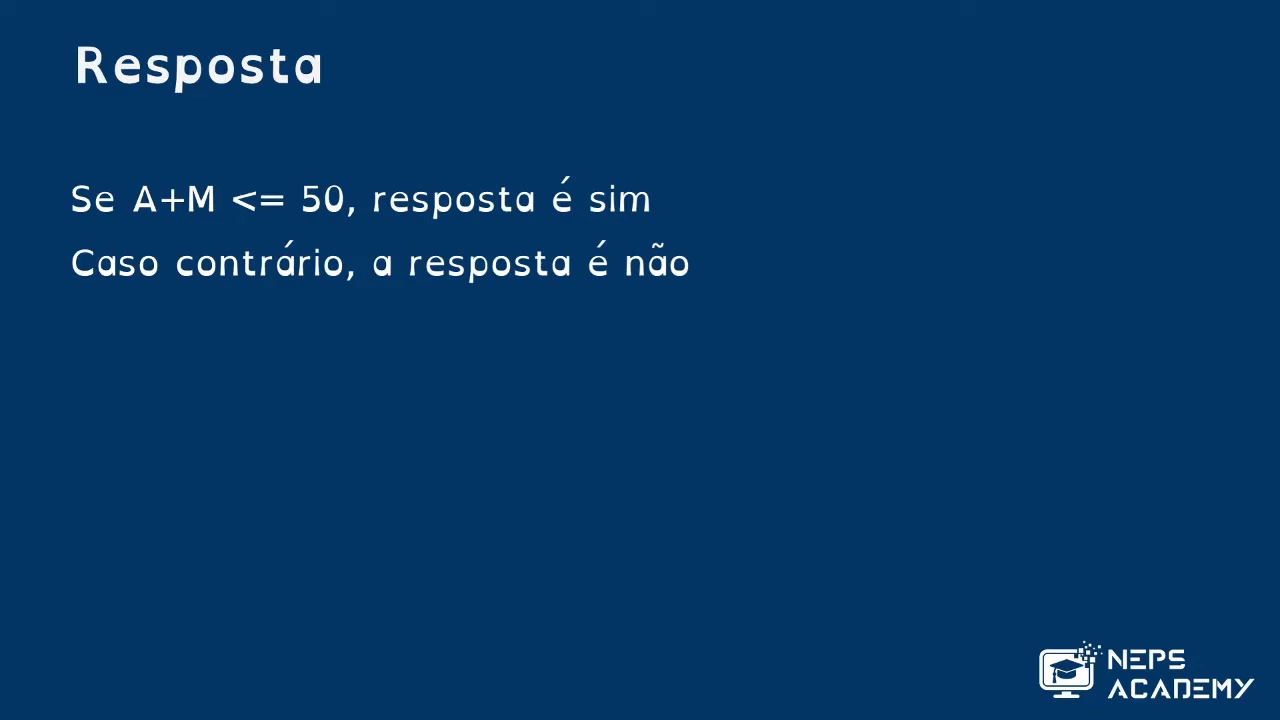 Resposta
Se A+M <= 50, resposta é sim
Caso contrário, a resposta é não
NEPS
ACADEMY